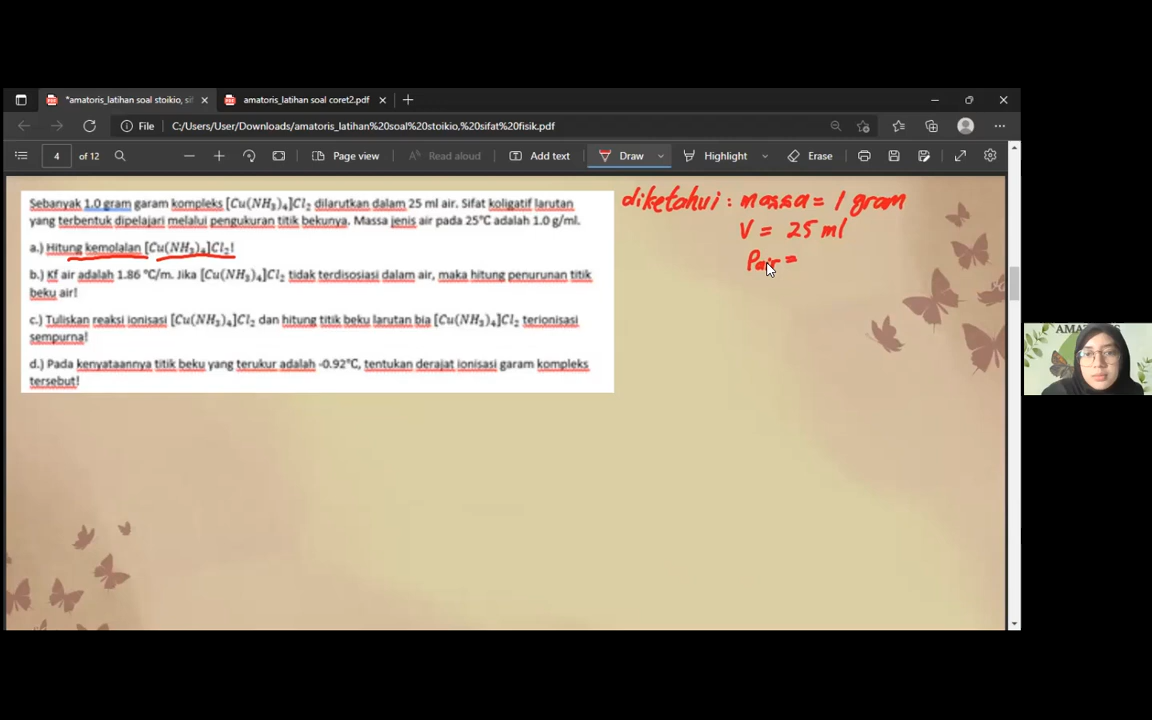 *amatoris_latihan soal stoikio, si
amatoris_latihan soal coret2.pdf
File
C:/Users/User/Downloads/amatoris_latihan%20soal%20stoikio,%20sifat%20fisik.pdf
4 of 12
Page view
Read aloud
Add text
Draw
Highlight
Erase
Sebanyak 1.0 gram garam kompleks [Cu(NH₃)₄]Cl₂ dilarutkan dalam 25 ml air. Sifat koligatif larutan
yang terbentuk dipelajari melalui pengukuran titik bekunya. Massa jenis air pada 25°C adalah 1.0 g/ml.
a.) Hitung kemolalan [Cu(NH₃)₄]Cl₂!
b.) Kf air adalah 1.86 °C/m. Jika [Cu(NH₃)₄]Cl₂ tidak terdisosiasi dalam air, maka hitung penurunan titik
beku air!
c.) Tuliskan reaksi ionisasi [Cu(NH₃)₄]Cl₂ dan hitung titik beku larutan bia [Cu(NH₃)₄]Cl₂ terionisasi
sempurna!
d.) Pada kenyataannya titik beku yang terukur adalah -0.92°C, tentukan derajat ionisasi garam kompleks
tersebut!
diketahui : massa = 1 gram
V = 25 ml
ρair =